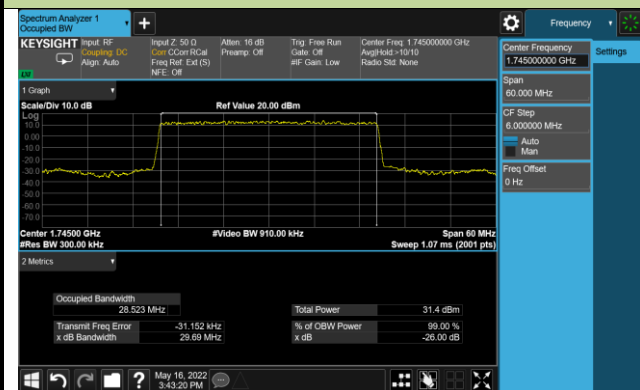 Spectrum Analyzer 1
Occupied BW
+
Frequency
KEYSIGHT
Input: RF
Coupling: DC
Align: Auto
Input Z: 50 Ω
Corr CCorr RCal
Freq Ref: Ext (S)
NFE: Off
Atten: 16 dB
Preamp: Off
Trig: Free Run
Gate: Off
#IF Gain: Low
Center Freq: 1.745000000 GHz
Avg|Hold:>10/10
Radio Std: None
Center Frequency
1.745000000 GHz
Settings
Span
60.000 MHz
CF Step
6.000000 MHz
Auto
Man
Freq Offset
0 Hz
1 Graph
Scale/Div 10.0 dB
Ref Value 20.00 dBm
Log
10.0
0.00
-10.0
-20.0
-30.0
-40.0
-50.0
-60.0
-70.0
Center 1.74500 GHz
#Video BW 910.00 kHz
Span 60 MHz
#Res BW 300.00 kHz
Sweep 1.07 ms (2001 pts)
2 Metrics
Occupied Bandwidth
28.523 MHz
Total Power
31.4 dBm
Transmit Freq Error
-31.152 kHz
% of OBW Power
99.00 %
x dB Bandwidth
29.69 MHz
x dB
-26.00 dB
?
May 16, 2022
3:43:20 PM